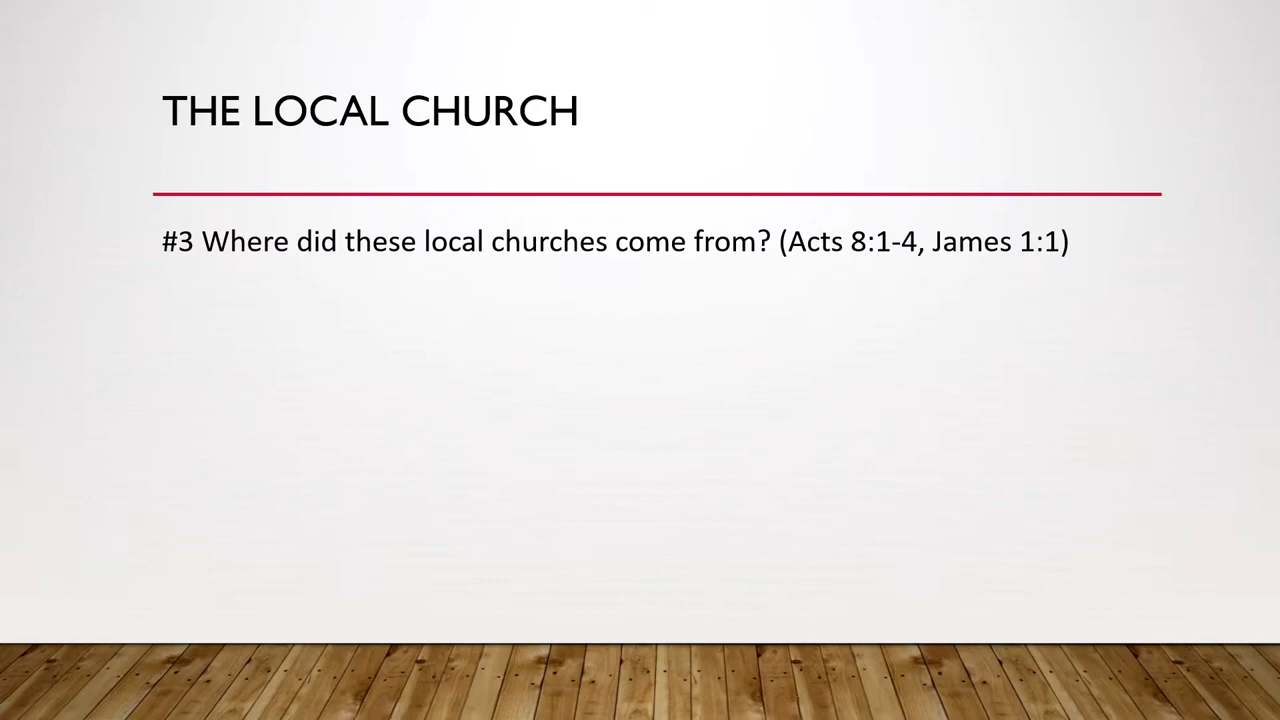 THE LOCAL CHURCH
#3 Where did these local churches come from? (Acts 8:1-4, James 1:1)